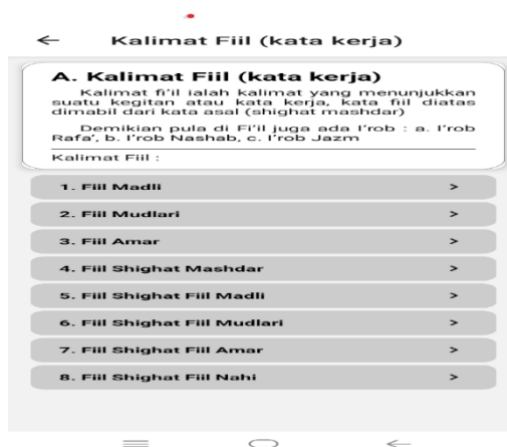 Kalimat Fiil (kata kerja)
A. Kalimat Fiil (kata kerja)
Kalimat fi'il ialah kalimat yang menunjukkan
suatu kegitan atau kata kerja, kata fiil diatas
dimabil dari kata asal (shighat mashdar)
Demikian pula di Fi'il juga ada I'rob : a. I'rob
Rafa', b. I'rob Nashab, c. I'rob Jazm
Kalimat Fiil :
1. Fiil Madli >
2. Fiil Mudlari >
3. Fiil Amar >
4. Fiil Shighat Mashdar >
5. Fiil Shighat Fiil Madli >
6. Fiil Shighat Fiil Mudlari >
7. Fiil Shighat Fiil Amar >
8. Fiil Shighat Fiil Nahi >